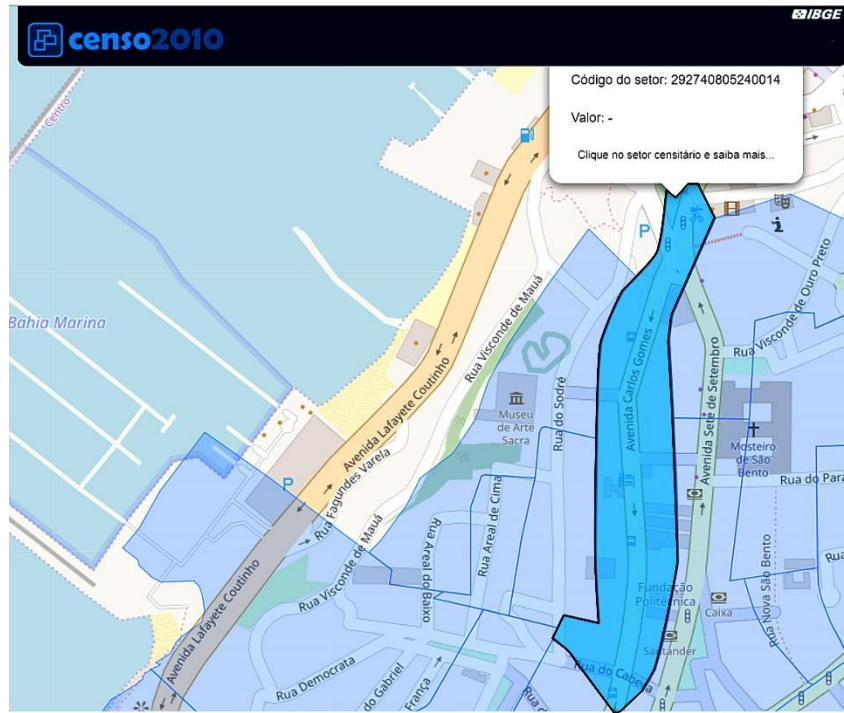 IBGE
censo2010
Centro
Código do setor: 292740805240014
Valor: -
Clique no setor censitário e saiba mais...
P
i
Bahia Marina
Avenida Lafayete Coutinho
Rua Visconde de Mauá
Rua Visconde de Ouro Preto
Museu
de Arte
Sacra
Rua do Sodré
Avenida Carlos Gomes
Avenida Sete de Setembro
Mosteiro
de São
Bento
P
Rua Fagundes Varela
Rua do Para
Rua Areal de Cima
Rua Visconde de Mauá
Rua Areal do Baixo
Avenida Lafayete Coutinho
Fundação
Politécnica
Caixa
Rua Nova São Bento
Rua
Santander
Rua do Cabeça
Rua Democrata
do Gabriel
França